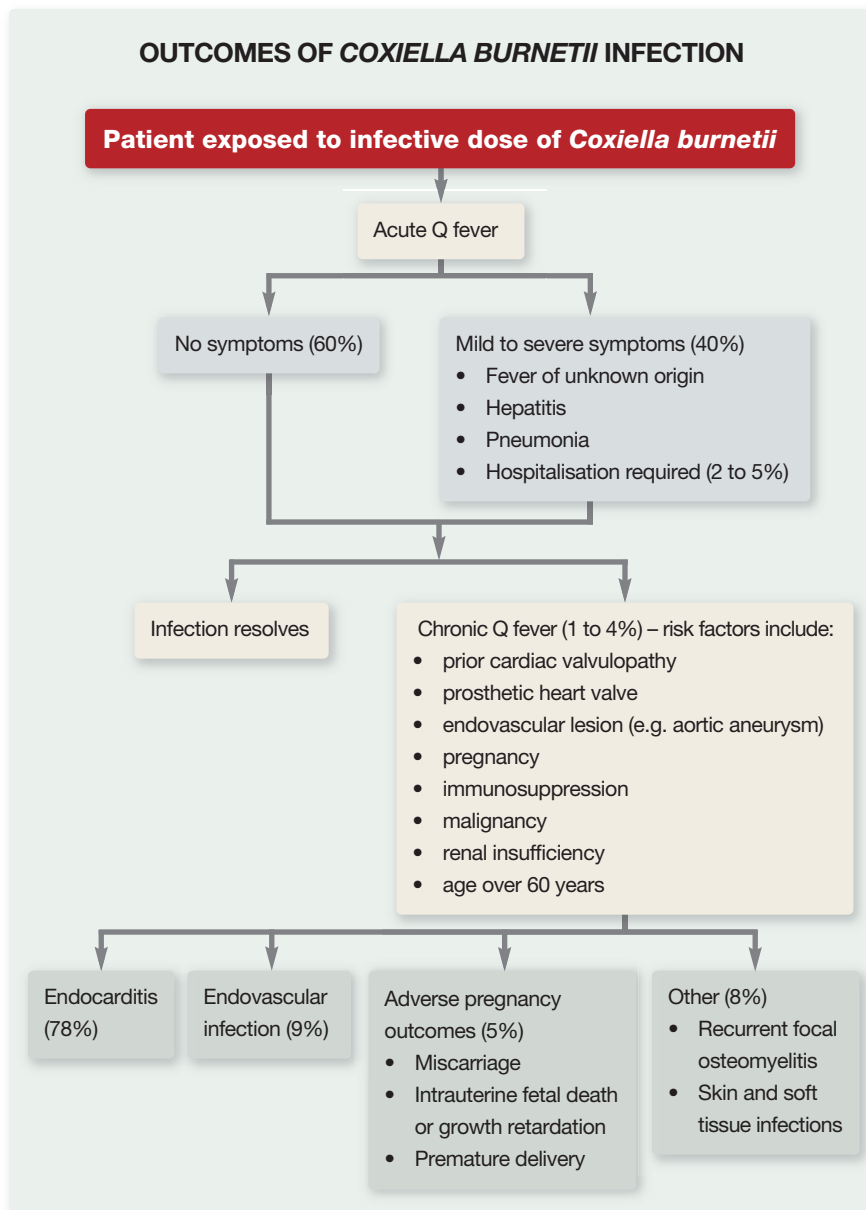 OUTCOMES OF COXIELLA BURNETII INFECTION
Patient exposed to infective dose of Coxiella burnetii
Acute Q fever
No symptoms (60%)
Mild to severe symptoms (40%)
• Fever of unknown origin
• Hepatitis
• Pneumonia
• Hospitalisation required (2 to 5%)
Infection resolves
Chronic Q fever (1 to 4%) – risk factors include:
• prior cardiac valvulopathy
• prosthetic heart valve
• endovascular lesion (e.g. aortic aneurysm)
• pregnancy
• immunosuppression
• malignancy
• renal insufficiency
• age over 60 years
Endocarditis
(78%)
Endovascular
infection (9%)
Adverse pregnancy
outcomes (5%)
• Miscarriage
• Intrauterine fetal death
or growth retardation
• Premature delivery
Other (8%)
• Recurrent focal
osteomyelitis
• Skin and soft
tissue infections